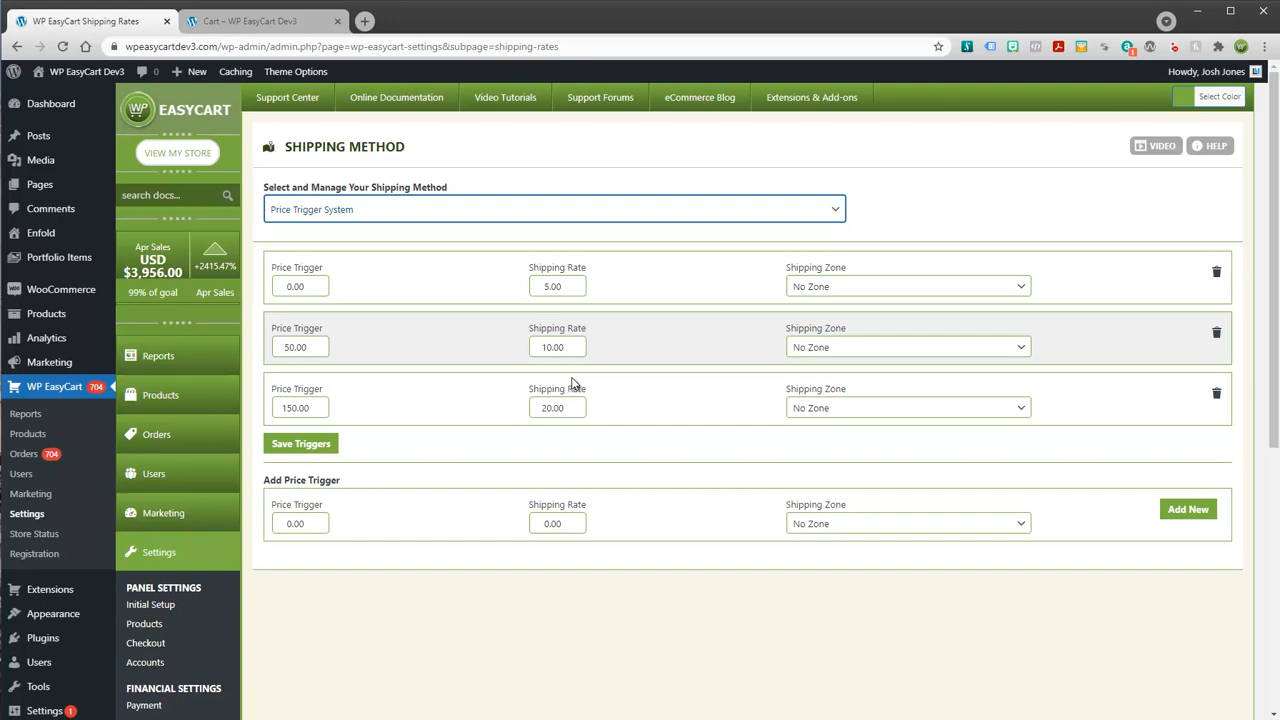 WP EasyCart Shipping Rates
Cart – WP EasyCart Dev3
wpeasycartdev3.com/wp-admin/admin.php?page=wp-easycart-settings&subpage=shipping-rates
WP EasyCart Dev3
New
Caching
Theme Options
Howdy, Josh Jones
Dashboard
Posts
Media
Pages
Comments
Enfold
Portfolio Items
WooCommerce
Products
Analytics
Marketing
WP EasyCart 704
Reports
Products
Orders 704
Users
Marketing
Settings
Store Status
Registration
Extensions
Appearance
Plugins
Users
Tools
Settings 1
WP EASYCART
VIEW MY STORE
search docs...
Apr Sales
USD
$3,956.00
+2415.47%
99% of goal
Apr Sales
Reports
Products
Orders
Users
Marketing
Settings
PANEL SETTINGS
Initial Setup
Products
Checkout
Accounts
FINANCIAL SETTINGS
Payment
Support Center
Online Documentation
Video Tutorials
Support Forums
eCommerce Blog
Extensions & Add-ons
Select Color
SHIPPING METHOD
VIDEO
HELP
Select and Manage Your Shipping Method
Price Trigger System
Price Trigger Shipping Rate Shipping Zone
0.00 5.00 No Zone
Price Trigger Shipping Rate Shipping Zone
50.00 10.00 No Zone
Price Trigger Shipping Rate Shipping Zone
150.00 20.00 No Zone
Save Triggers
Add Price Trigger
Price Trigger Shipping Rate Shipping Zone
0.00 0.00 No Zone
Add New